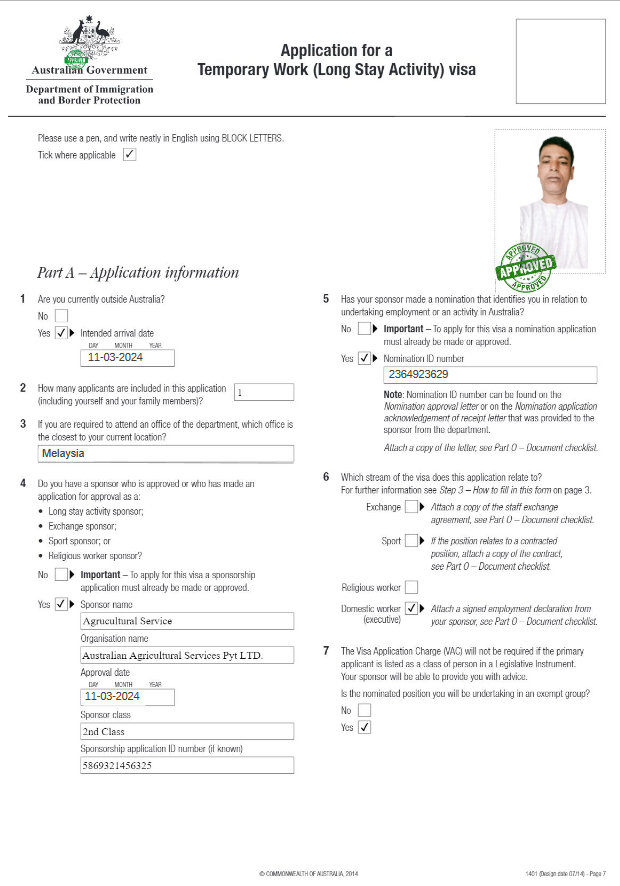 Application for a
Temporary Work (Long Stay Activity) visa
Australian Government
Department of Immigration
and Border Protection
Please use a pen, and write neatly in English using BLOCK LETTERS.
Tick where applicable ✓
APPROVED
APPROVED
APPROVED
Part A – Application information
1 Are you currently outside Australia?
No
Yes ✓ Intended arrival date
DAY MONTH YEAR
11-03-2024
2 How many applicants are included in this application
(including yourself and your family members)?
1
3 If you are required to attend an office of the department, which office is
the closest to your current location?
Melaysia
4 Do you have a sponsor who is approved or who has made an
application for approval as a:
• Long stay activity sponsor;
• Exchange sponsor;
• Sport sponsor; or
• Religious worker sponsor?
No Important – To apply for this visa a sponsorship
application must already be made or approved.
Yes ✓ Sponsor name
Agrucultural Service
Organisation name
Australian Agricultural Services Pyt LTD.
Approval date
DAY MONTH YEAR
11-03-2024
Sponsor class
2nd Class
Sponsorship application ID number (if known)
5869321456325
5 Has your sponsor made a nomination that identifies you in relation to
undertaking employment or an activity in Australia?
No Important – To apply for this visa a nomination application
must already be made or approved.
Yes ✓ Nomination ID number
2364923629
Note: Nomination ID number can be found on the
Nomination approval letter or on the Nomination application
acknowledgement of receipt letter that was provided to the
sponsor from the department.
Attach a copy of the letter, see Part O – Document checklist.
6 Which stream of the visa does this application relate to?
For further information see Step 3 – How to fill in this form on page 3.
Exchange Attach a copy of the staff exchange
agreement, see Part O – Document checklist.
Sport If the position relates to a contracted
position, attach a copy of the contract,
see Part O – Document checklist.
Religious worker
Domestic worker ✓ Attach a signed employment declaration from
(executive) your sponsor, see Part O – Document checklist.
7 The Visa Application Charge (VAC) will not be required if the primary
applicant is listed as a class of person in a Legislative Instrument.
Your sponsor will be able to provide you with advice.
Is the nominated position you will be undertaking in an exempt group?
No
Yes ✓
© COMMONWEALTH OF AUSTRALIA, 2014
1401 (Design date 07/14) - Page 7